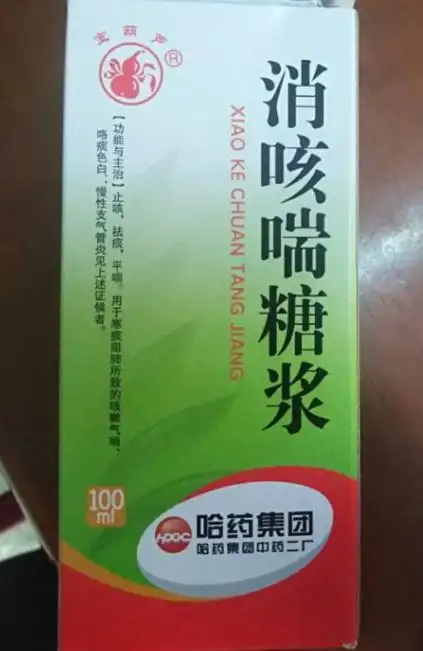 宝葫芦
®
消咳喘糖浆
XIAO KE CHUAN TANG JIANG
【功能与主治】止咳，祛痰，平喘。用于寒痰阻肺所致的咳嗽气喘、
咯痰色白；慢性支气管炎见上述证候者。
100
ml
HPGC
哈药集团
哈药集团中药二厂